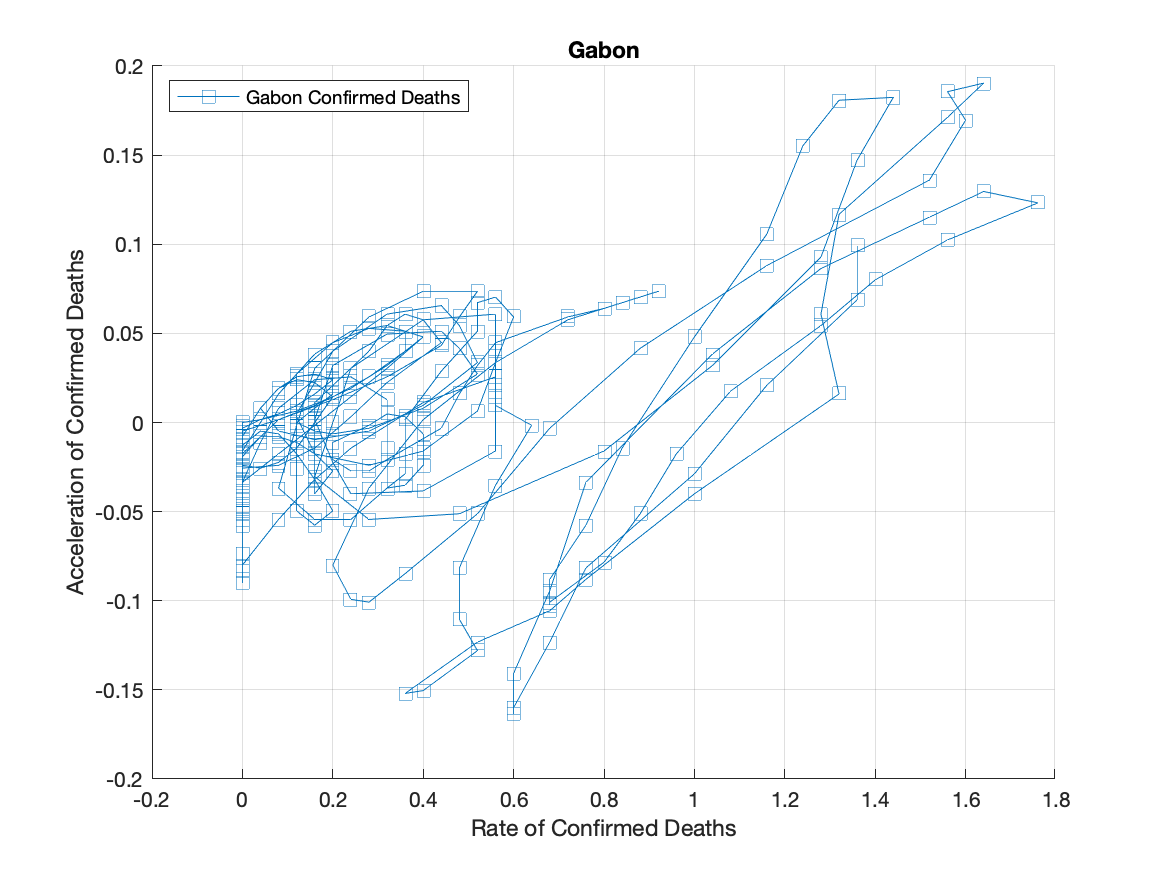 Gabon
Gabon Confirmed Deaths
0.2
0.15
0.1
0.05
0
-0.05
-0.1
-0.15
-0.2
Acceleration of Confirmed Deaths
-0.2 0 0.2 0.4 0.6 0.8 1 1.2 1.4 1.6 1.8
Rate of Confirmed Deaths